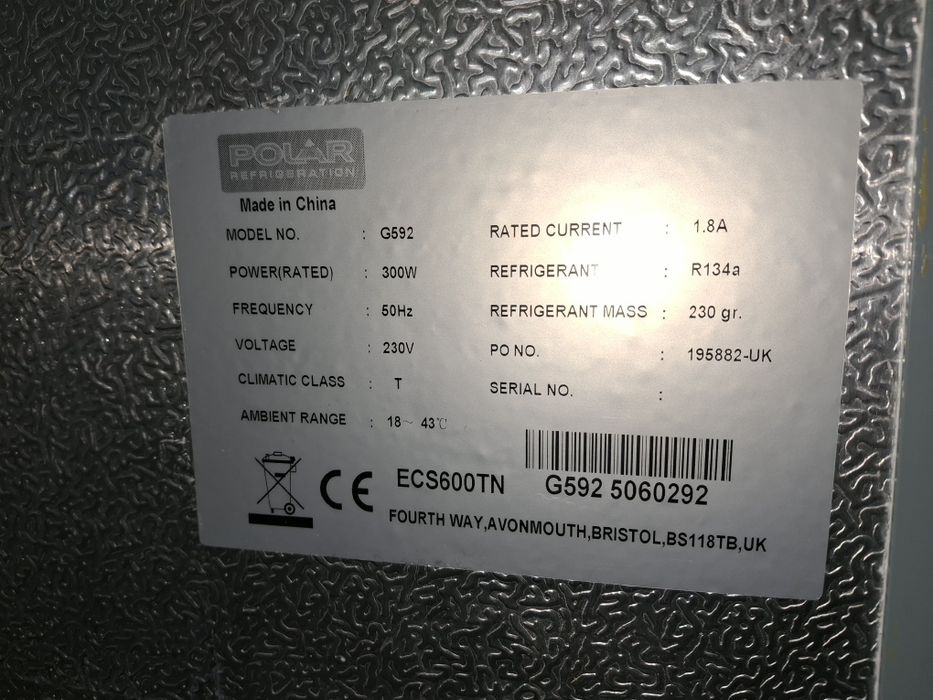 POLAR
REFRIGERATION
Made in China
MODEL NO. : G592
POWER(RATED) : 300W
FREQUENCY : 50Hz
VOLTAGE : 230V
CLIMATIC CLASS : T
AMBIENT RANGE : 18~ 43℃
RATED CURRENT : 1.8A
REFRIGERANT : R134a
REFRIGERANT MASS : 230 gr.
PO NO. : 195882-UK
SERIAL NO. :
CE
ECS600TN
G592 5060292
FOURTH WAY,AVONMOUTH,BRISTOL,BS118TB,UK